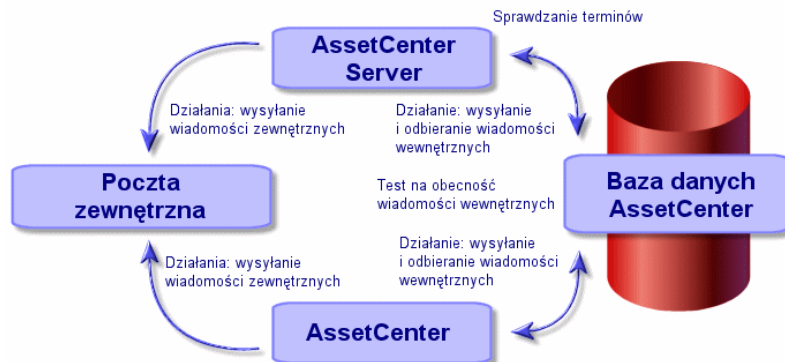 Sprawdzanie terminów
AssetCenter
Server
Działania: wysyłanie
wiadomości zewnętrznych
Działanie: wysyłanie
i odbieranie wiadomości
wewnętrznych
Poczta
zewnętrzna
Test na obecność
wiadomości wewnętrznych
Baza danych
AssetCenter
Działania: wysyłanie
wiadomości zewnętrznych
Działanie: wysyłanie
i odbieranie wiadomości
wewnętrznych
AssetCenter